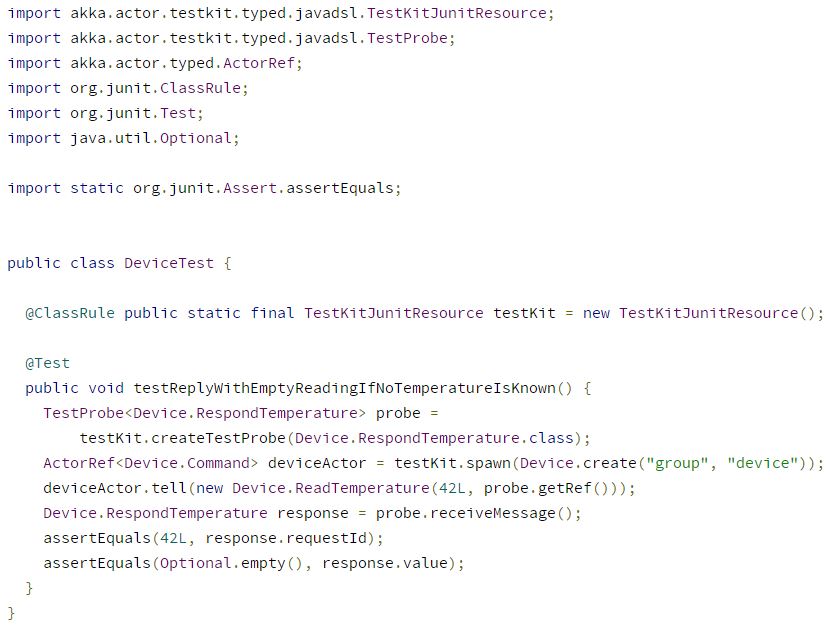 import akka.actor.testkit.typed.javadsl.TestKitJunitResource;
import akka.actor.testkit.typed.javadsl.TestProbe;
import akka.actor.typed.ActorRef;
import org.junit.ClassRule;
import org.junit.Test;
import java.util.Optional;

import static org.junit.Assert.assertEquals;


public class DeviceTest {

  @ClassRule public static final TestKitJunitResource testKit = new TestKitJunitResource();

  @Test
  public void testReplyWithEmptyReadingIfNoTemperatureIsKnown() {
    TestProbe<Device.RespondTemperature> probe =
        testKit.createTestProbe(Device.RespondTemperature.class);
    ActorRef<Device.Command> deviceActor = testKit.spawn(Device.create("group", "device"));
    deviceActor.tell(new Device.ReadTemperature(42L, probe.getRef()));
    Device.RespondTemperature response = probe.receiveMessage();
    assertEquals(42L, response.requestId);
    assertEquals(Optional.empty(), response.value);
  }
}